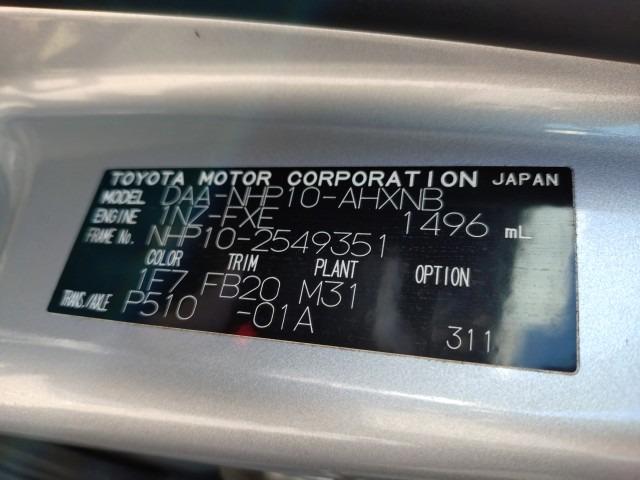 TOYOTA MOTOR CORPORATION JAPAN
MODEL DAA-NHP10-AHXNB
ENGINE 1NZ-FXE 1496 mL
FRAME No. NHP10-2549351
COLOR TRIM PLANT OPTION
1F7 FB20 M31
TRANS./AXLE P510 -01A 311